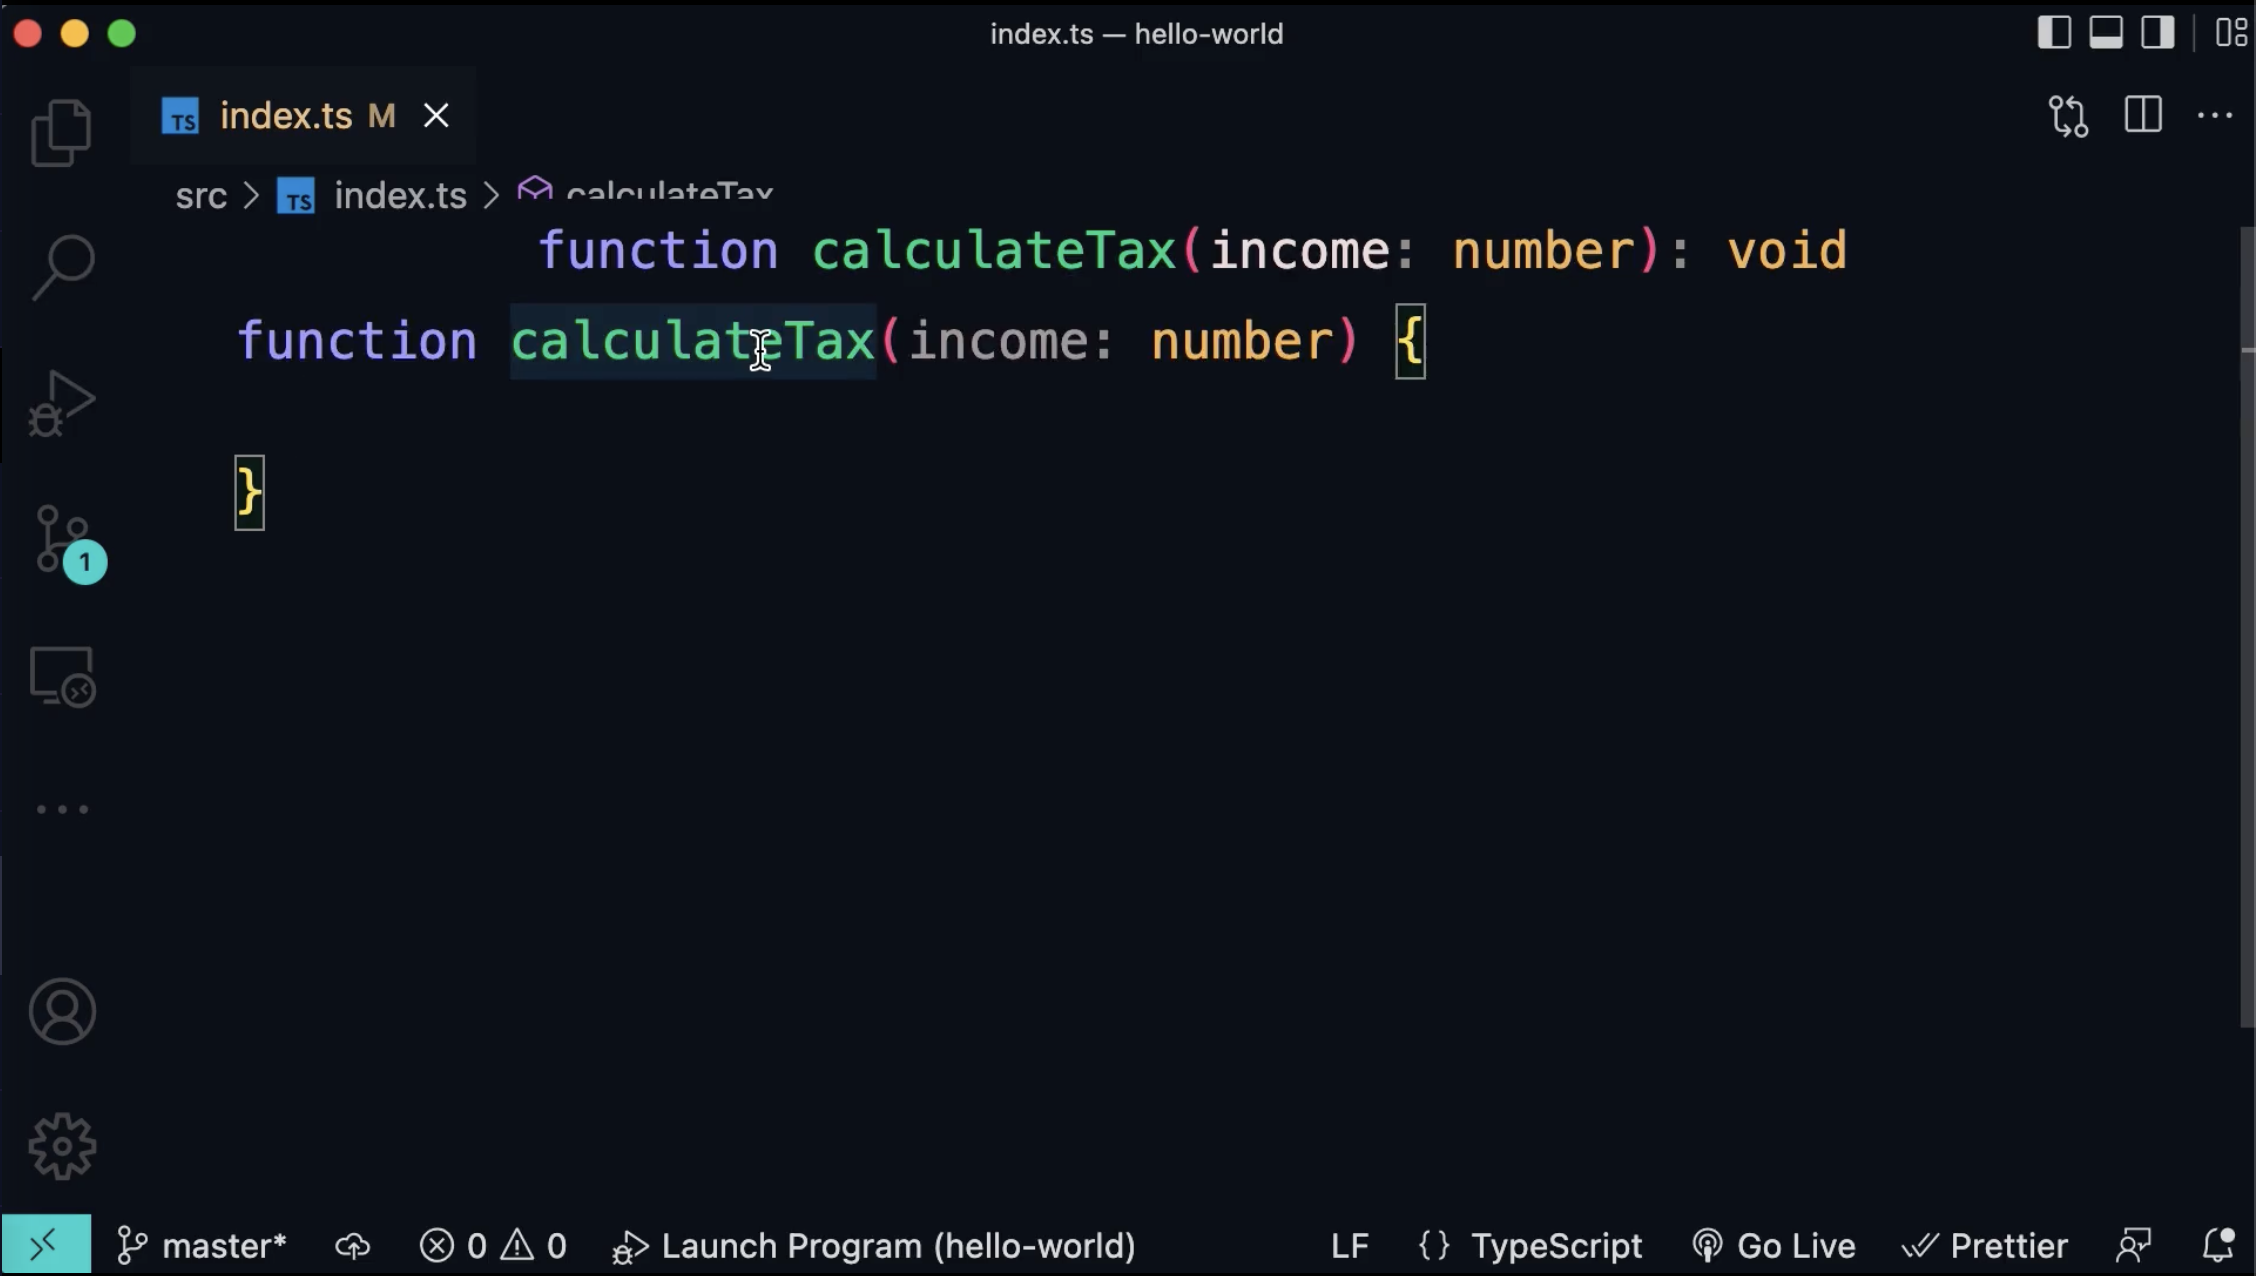 index.ts — hello-world
TS index.ts M
src > TS index.ts > calculateTax
function calculateTax(income: number): void
function calculateTax(income: number) {
}
1
master* 0 0 Launch Program (hello-world) LF {} TypeScript Go Live Prettier